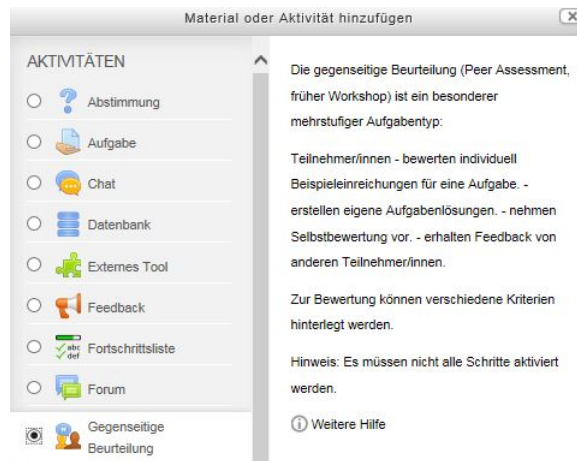 Material oder Aktivität hinzufügen
AKTIVITÄTEN
Abstimmung
Aufgabe
Chat
Datenbank
Externes Tool
Feedback
abc
def
Fortschrittsliste
Forum
Gegenseitige
Beurteilung
Die gegenseitige Beurteilung (Peer Assessment,
früher Workshop) ist ein besonderer
mehrstufiger Aufgabentyp:
Teilnehmer/innen - bewerten individuell
Beispieleinreichungen für eine Aufgabe. -
erstellen eigene Aufgabenlösungen. - nehmen
Selbstbewertung vor. - erhalten Feedback von
anderen Teilnehmer/innen.
Zur Bewertung können verschiedene Kriterien
hinterlegt werden.
Hinweis: Es müssen nicht alle Schritte aktiviert
werden.
Weitere Hilfe